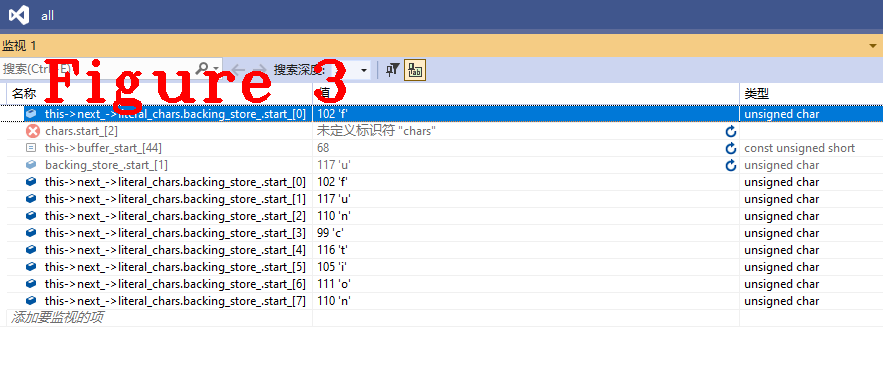 all
监视 1
搜索(Ctrl+E) 搜索深度:
Figure 3
名称 值 类型
this->next_->literal_chars.backing_store_.start_[0] 102 'f' unsigned char
chars.start_[2] 未定义标识符 "chars"
this->buffer_start_[44] 68 const unsigned short
backing_store_.start_[1] 117 'u' unsigned char
this->next_->literal_chars.backing_store_.start_[0] 102 'f' unsigned char
this->next_->literal_chars.backing_store_.start_[1] 117 'u' unsigned char
this->next_->literal_chars.backing_store_.start_[2] 110 'n' unsigned char
this->next_->literal_chars.backing_store_.start_[3] 99 'c' unsigned char
this->next_->literal_chars.backing_store_.start_[4] 116 't' unsigned char
this->next_->literal_chars.backing_store_.start_[5] 105 'i' unsigned char
this->next_->literal_chars.backing_store_.start_[6] 111 'o' unsigned char
this->next_->literal_chars.backing_store_.start_[7] 110 'n' unsigned char
添加要监视的项